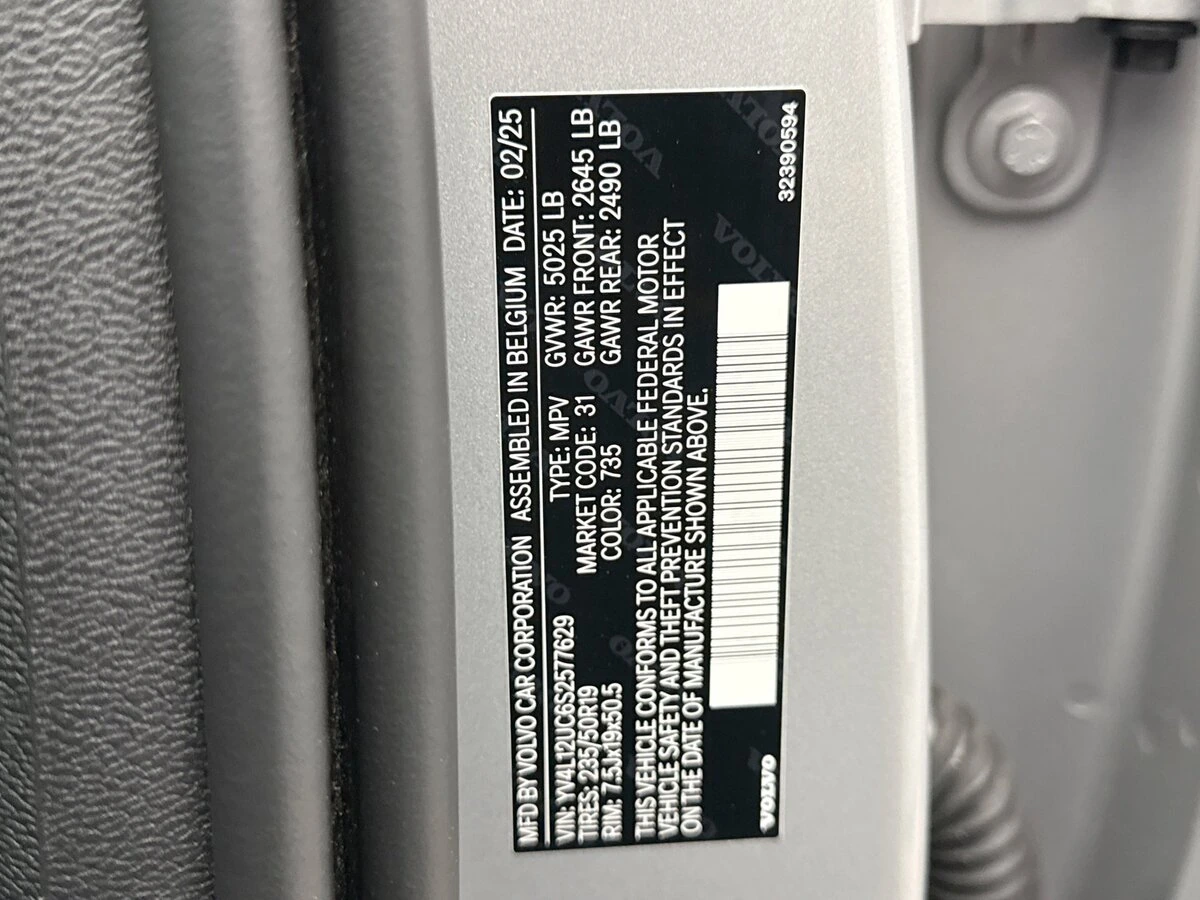 MFD BY VOLVO CAR CORPORATION ASSEMBLED IN BELGIUM DATE: 02/25
VIN: YV4L12UC6S2577629 TYPE: MPV GVWR: 5025 LB
TIRES: 235/50R19 MARKET CODE: 31 GAWR FRONT: 2645 LB
RIM: 7.5Jx19x50.5 COLOR: 735 GAWR REAR: 2490 LB
THIS VEHICLE CONFORMS TO ALL APPLICABLE FEDERAL MOTOR
VEHICLE SAFETY AND THEFT PREVENTION STANDARDS IN EFFECT
ON THE DATE OF MANUFACTURE SHOWN ABOVE.
VOLVO 32390594